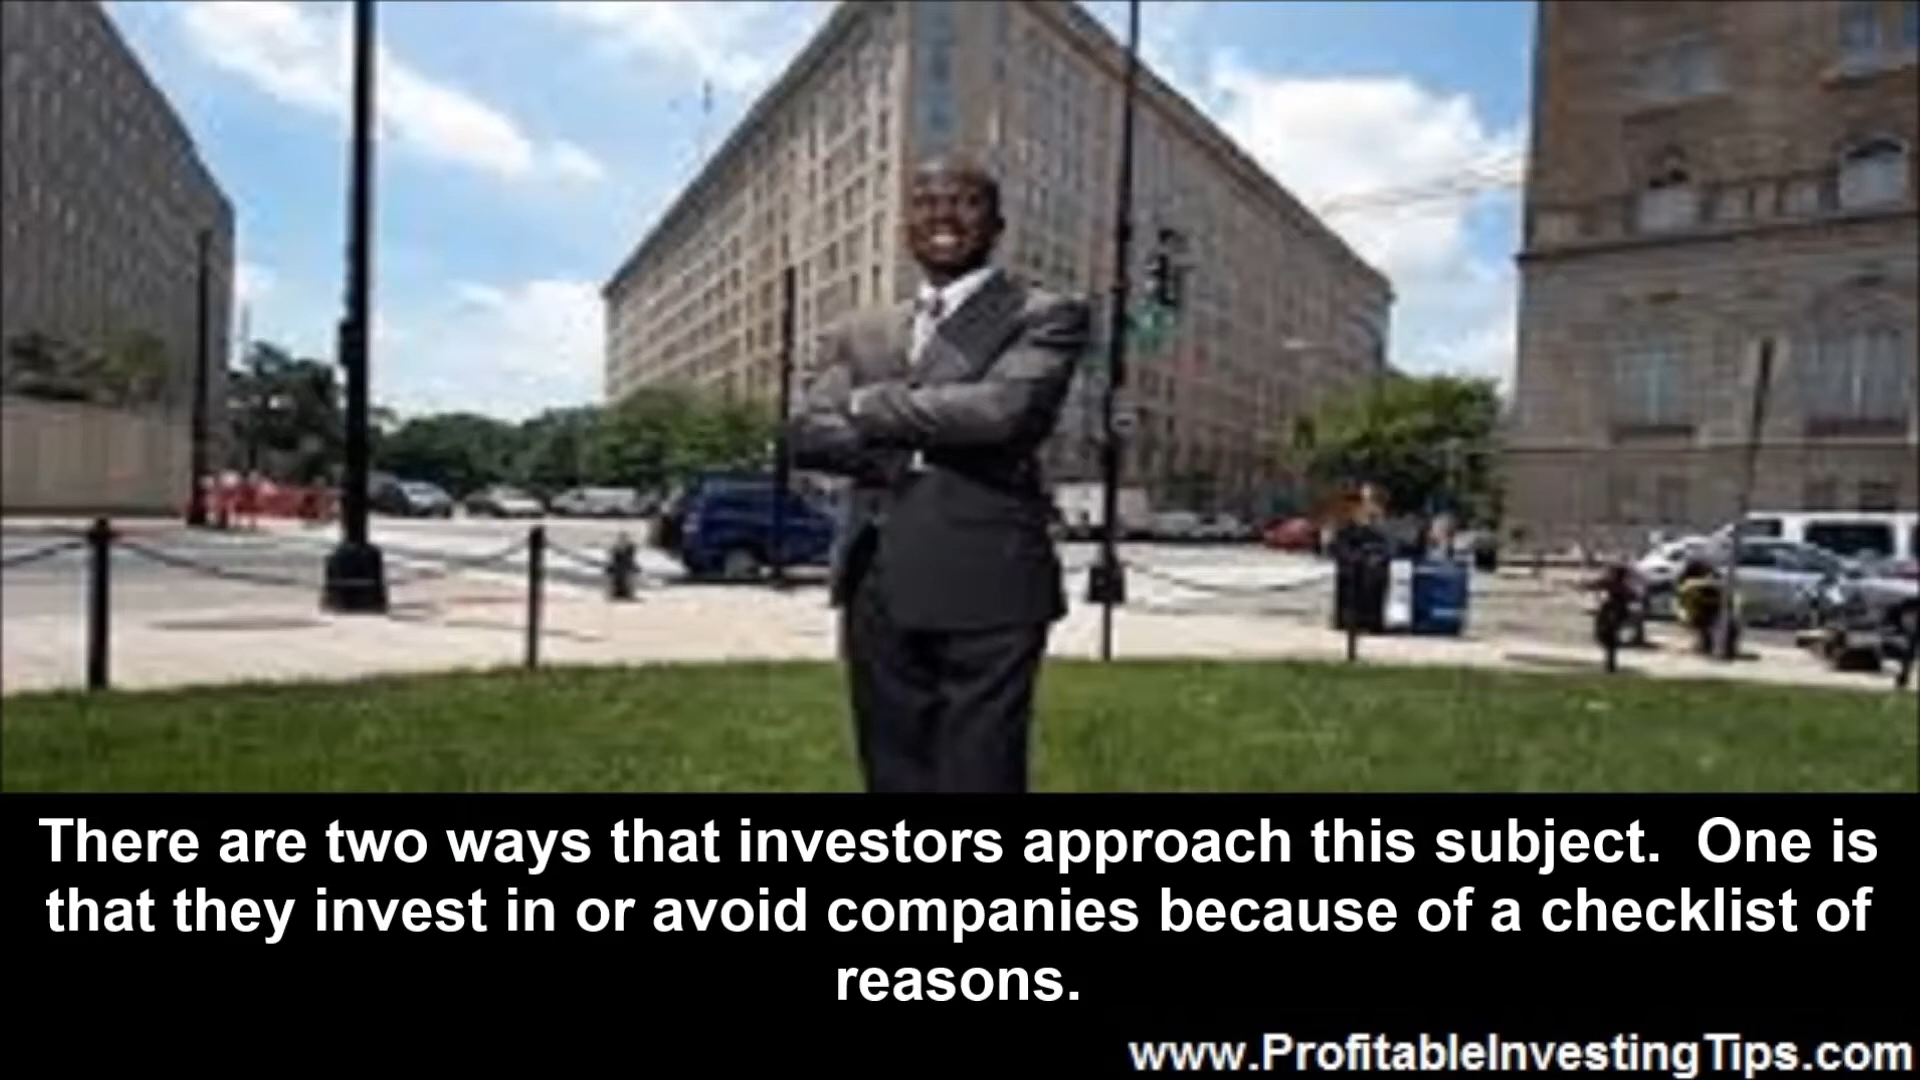 There are two ways that investors approach this subject.  One is
that they invest in or avoid companies because of a checklist of
reasons.
www.ProfitableInvestingTips.com